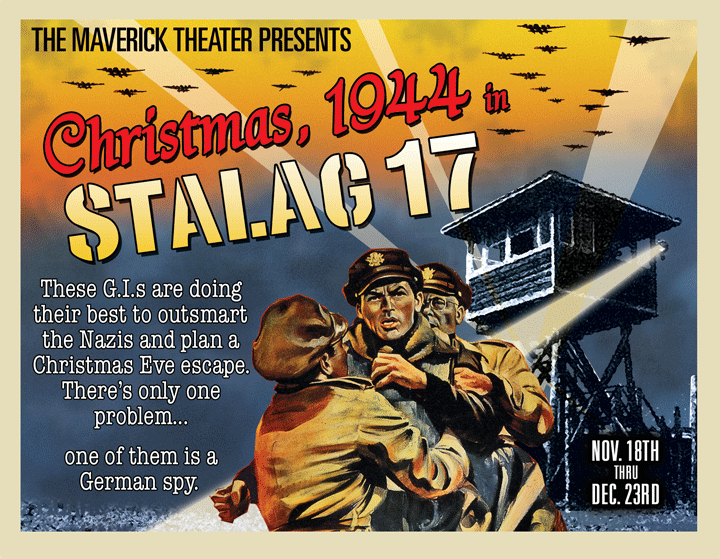 THE MAVERICK THEATER PRESENTS
Christmas, 1944 in
STALAG 17
These G.I.s are doing
their best to outsmart
the Nazis and plan a
Christmas Eve escape.
There's only one
problem...
one of them is a
German spy.
NOV. 18TH
THRU
DEC. 23RD